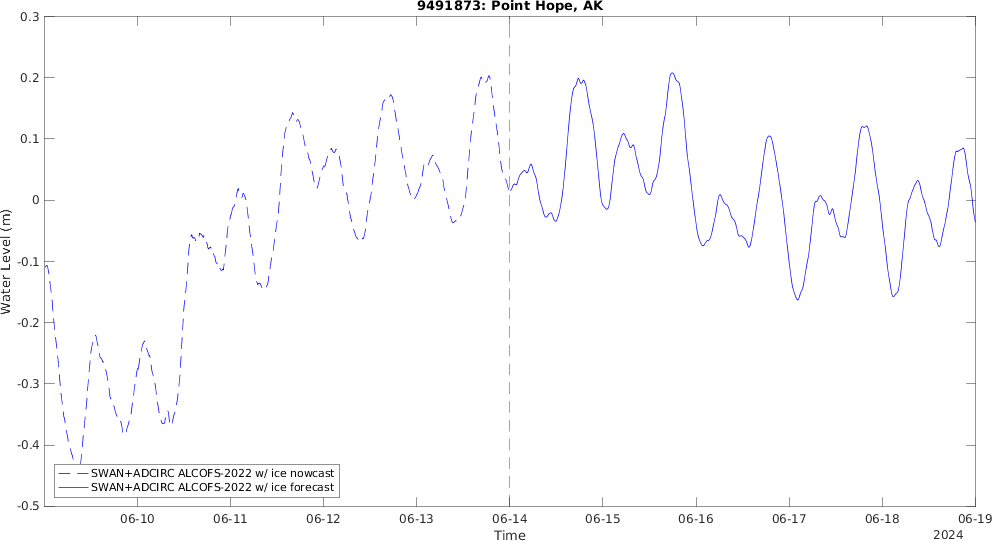 9491873: Point Hope, AK
0.3
0.2
0.1
0
-0.1
-0.2
-0.3
-0.4
-0.5
Water Level (m)
SWAN+ADCIRC ALCOFS-2022 w/ ice nowcast
SWAN+ADCIRC ALCOFS-2022 w/ ice forecast
06-10 06-11 06-12 06-13 06-14 06-15 06-16 06-17 06-18 06-19
Time
2024